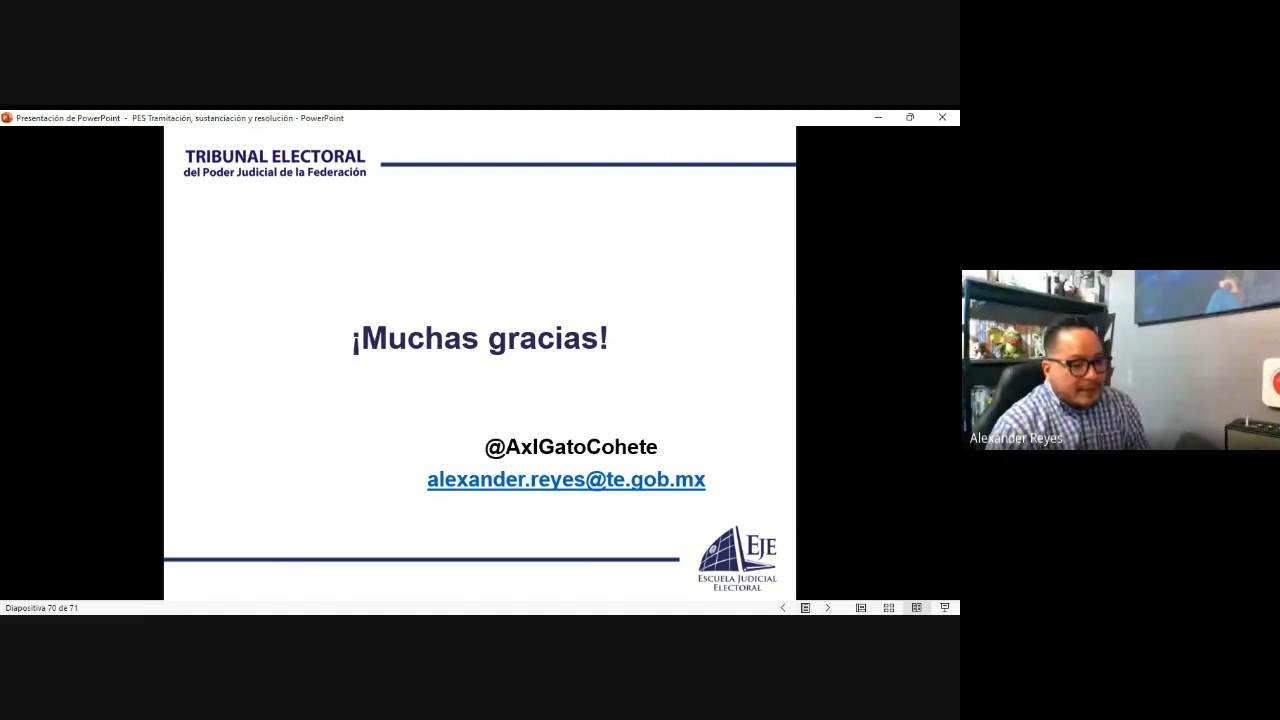 Presentación de PowerPoint - PES Tramitación, sustanciación y resolución - PowerPoint
TRIBUNAL ELECTORAL
del Poder Judicial de la Federación
¡Muchas gracias!
@AxlGatoCohete
alexander.reyes@te.gob.mx
EJE
ESCUELA JUDICIAL
ELECTORAL
Diapositiva 70 de 71
Alexander Reyes